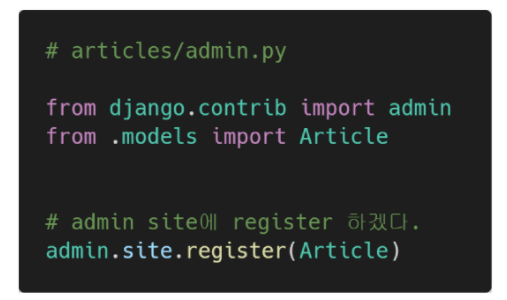 # articles/admin.py
from django.contrib import admin
from .models import Article
# admin site에 register 하겠다.
admin.site.register(Article)